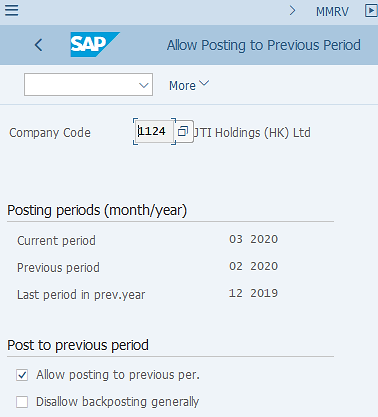 MMRV
SAP Allow Posting to Previous Period
More
Company Code 1124 JTI Holdings (HK) Ltd
Posting periods (month/year)
Current period 03 2020
Previous period 02 2020
Last period in prev.year 12 2019
Post to previous period
Allow posting to previous per.
Disallow backposting generally